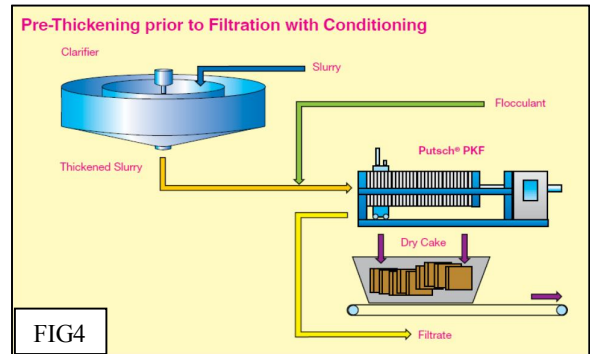 Pre-Thickening prior to Filtration with Conditioning
Clarifier
Slurry
Flocculant
Putsch® PKF
Thickened Slurry
Dry Cake
Filtrate
FIG4